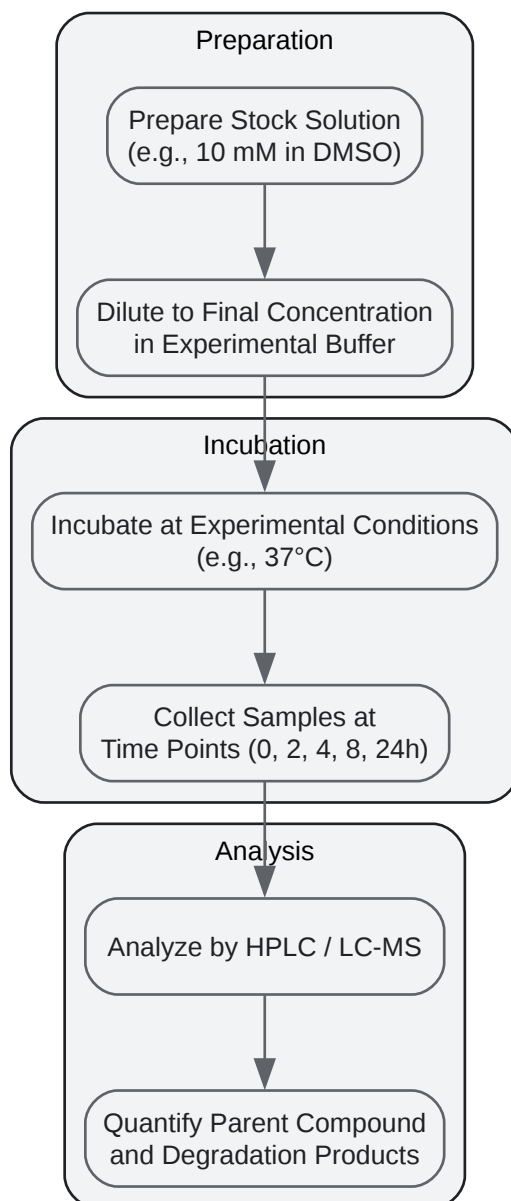 Preparation
Prepare Stock Solution
(e.g., 10 mM in DMSO)
Dilute to Final Concentration
in Experimental Buffer
Incubation
Incubate at Experimental Conditions
(e.g., 37°C)
Collect Samples at
Time Points (0, 2, 4, 8, 24h)
Analysis
Analyze by HPLC / LC-MS
Quantify Parent Compound
and Degradation Products